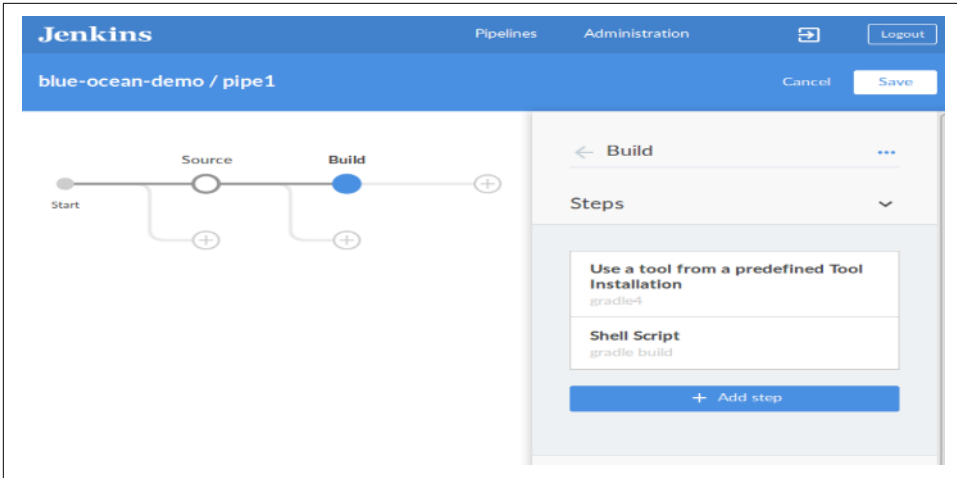 Jenkins Pipelines Administration Logout
blue-ocean-demo / pipe1 Cancel Save
Source Build
Start
Build
Steps
Use a tool from a predefined Tool
Installation
gradle4
Shell Script
gradle build
+ Add step